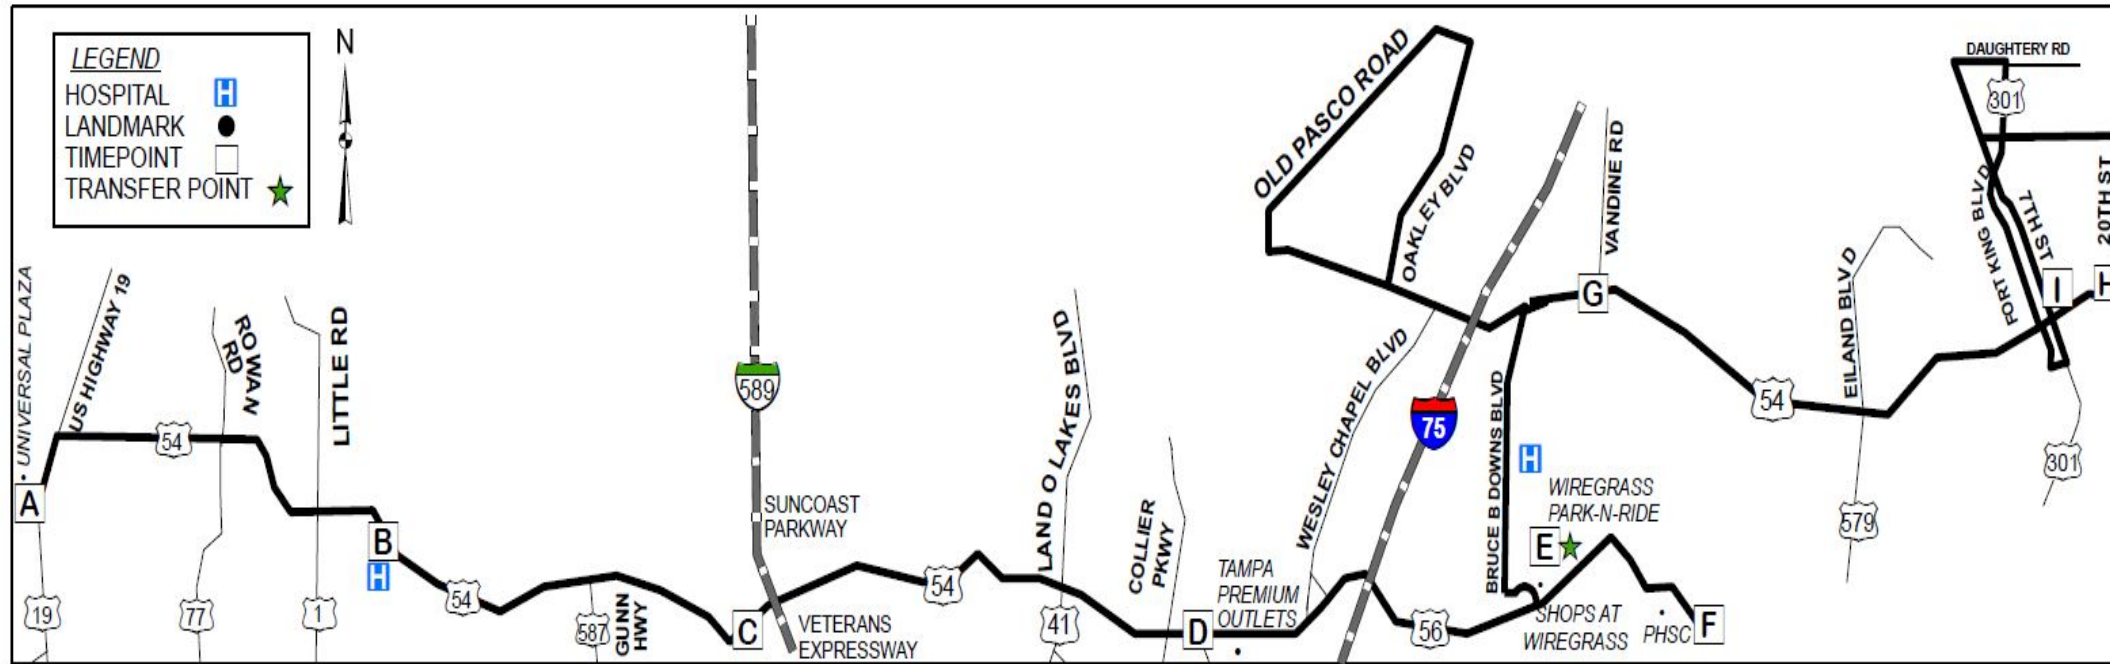 LEGEND
HOSPITAL H
LANDMARK
TIMEPOINT
TRANSFER POINT
N
UNIVERSAL PLAZA
US HIGHWAY 19
ROWAN
RD
LITTLE RD
54
A
B
H
54
19
77
1
587
GUNN
HWY
589
SUNCOAST
PARKWAY
C
VETERANS
EXPRESSWAY
54
LAND O LAKES BLVD
41
COLLIER
PKWY
D
TAMPA
PREMIUM
OUTLETS
WESLEY CHAPEL BLVD
OLD PASCO ROAD
OAKLEY BLVD
75
56
BRUCE B DOWNS BLVD
H
WIREGRASS
PARK-N-RIDE
E
SHOPS AT
WIREGRASS
PHSC
F
VANDINE RD
G
54
EILAND BLVD
579
DAUGHTERY RD
301
FORT KING BLVD
7TH ST
20TH ST
I
H
301